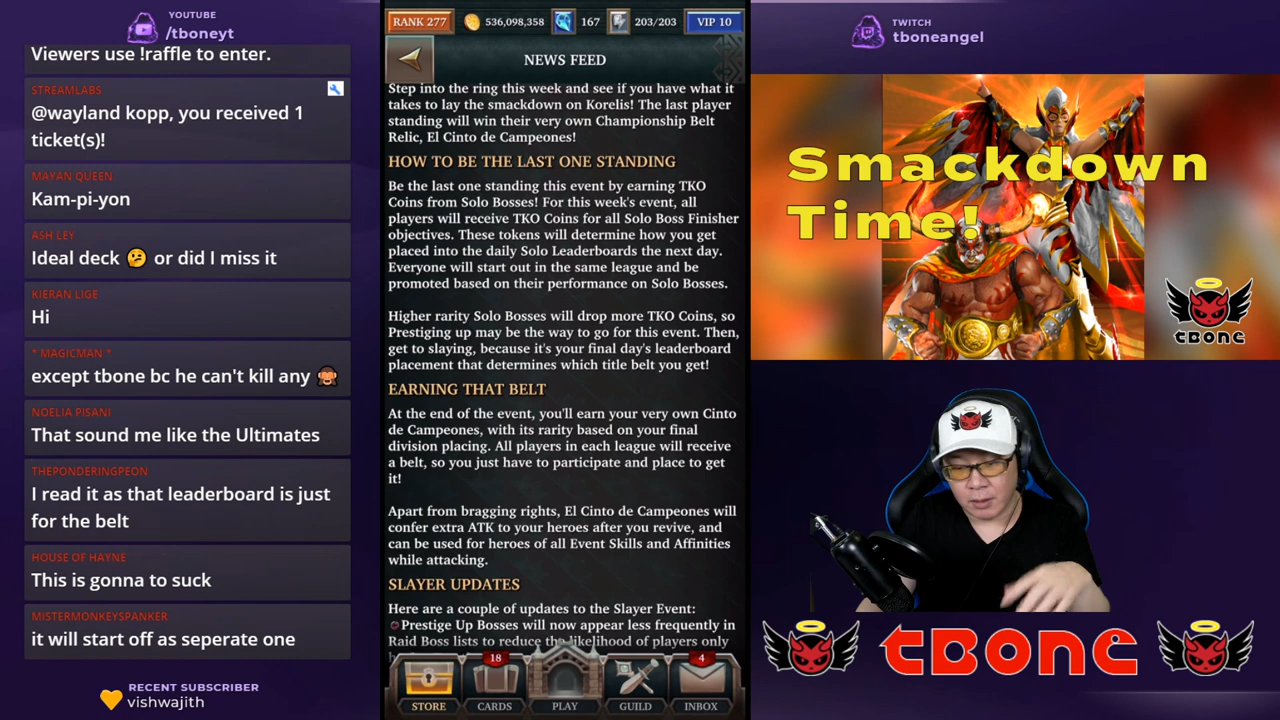 YOUTUBE
/tboneyt
Viewers use !raffle to enter.
STREAMLABS
@wayland kopp, you received 1
ticket(s)!
MAYAN QUEEN
Kam-pi-yon
ASH LEY
Ideal deck 🤔 or did I miss it
KIERAN LIGE
Hi
* MAGICMAN *
except tbone bc he can't kill any 🙈
NOELIA PISANI
That sound me like the Ultimates
THEPONDERINGPEON
I read it as that leaderboard is just
for the belt
HOUSE OF HAYNE
This is gonna to suck
MISTERMONKEYSPANKER
it will start off as seperate one
RECENT SUBSCRIBER
vishwajith
RANK 277
536,098,358
167
203/203
VIP 10
NEWS FEED
Step into the ring this week and see if you have what it
takes to lay the smackdown on Korelis! The last player
standing will win their very own Championship Belt
Relic, El Cinto de Campeones!
HOW TO BE THE LAST ONE STANDING
Be the last one standing this event by earning TKO
Coins from Solo Bosses! For this week's event, all
players will receive TKO Coins for all Solo Boss Finisher
objectives. These tokens will determine how you get
placed into the daily Solo Leaderboards the next day.
Everyone will start out in the same league and be
promoted based on their performance on Solo Bosses.
Higher rarity Solo Bosses will drop more TKO Coins, so
Prestiging up may be the way to go for this event. Then,
get to slaying, because it's your final day's leaderboard
placement that determines which title belt you get!
EARNING THAT BELT
At the end of the event, you'll earn your very own Cinto
de Campeones, with its rarity based on your final
division placing. All players in each league will receive
a belt, so you just have to participate and place to get
it!
Apart from bragging rights, El Cinto de Campeones will
confer extra ATK to your heroes after you revive, and
can be used for heroes of all Event Skills and Affinities
while attacking.
SLAYER UPDATES
Here are a couple of updates to the Slayer Event:
Prestige Up Bosses will now appear less frequently in
Raid Boss lists to reduce the likelihood of players only
18
4
STORE
CARDS
PLAY
GUILD
INBOX
TWITCH
tboneangel
Smackdown
Time!
tbone
tbone